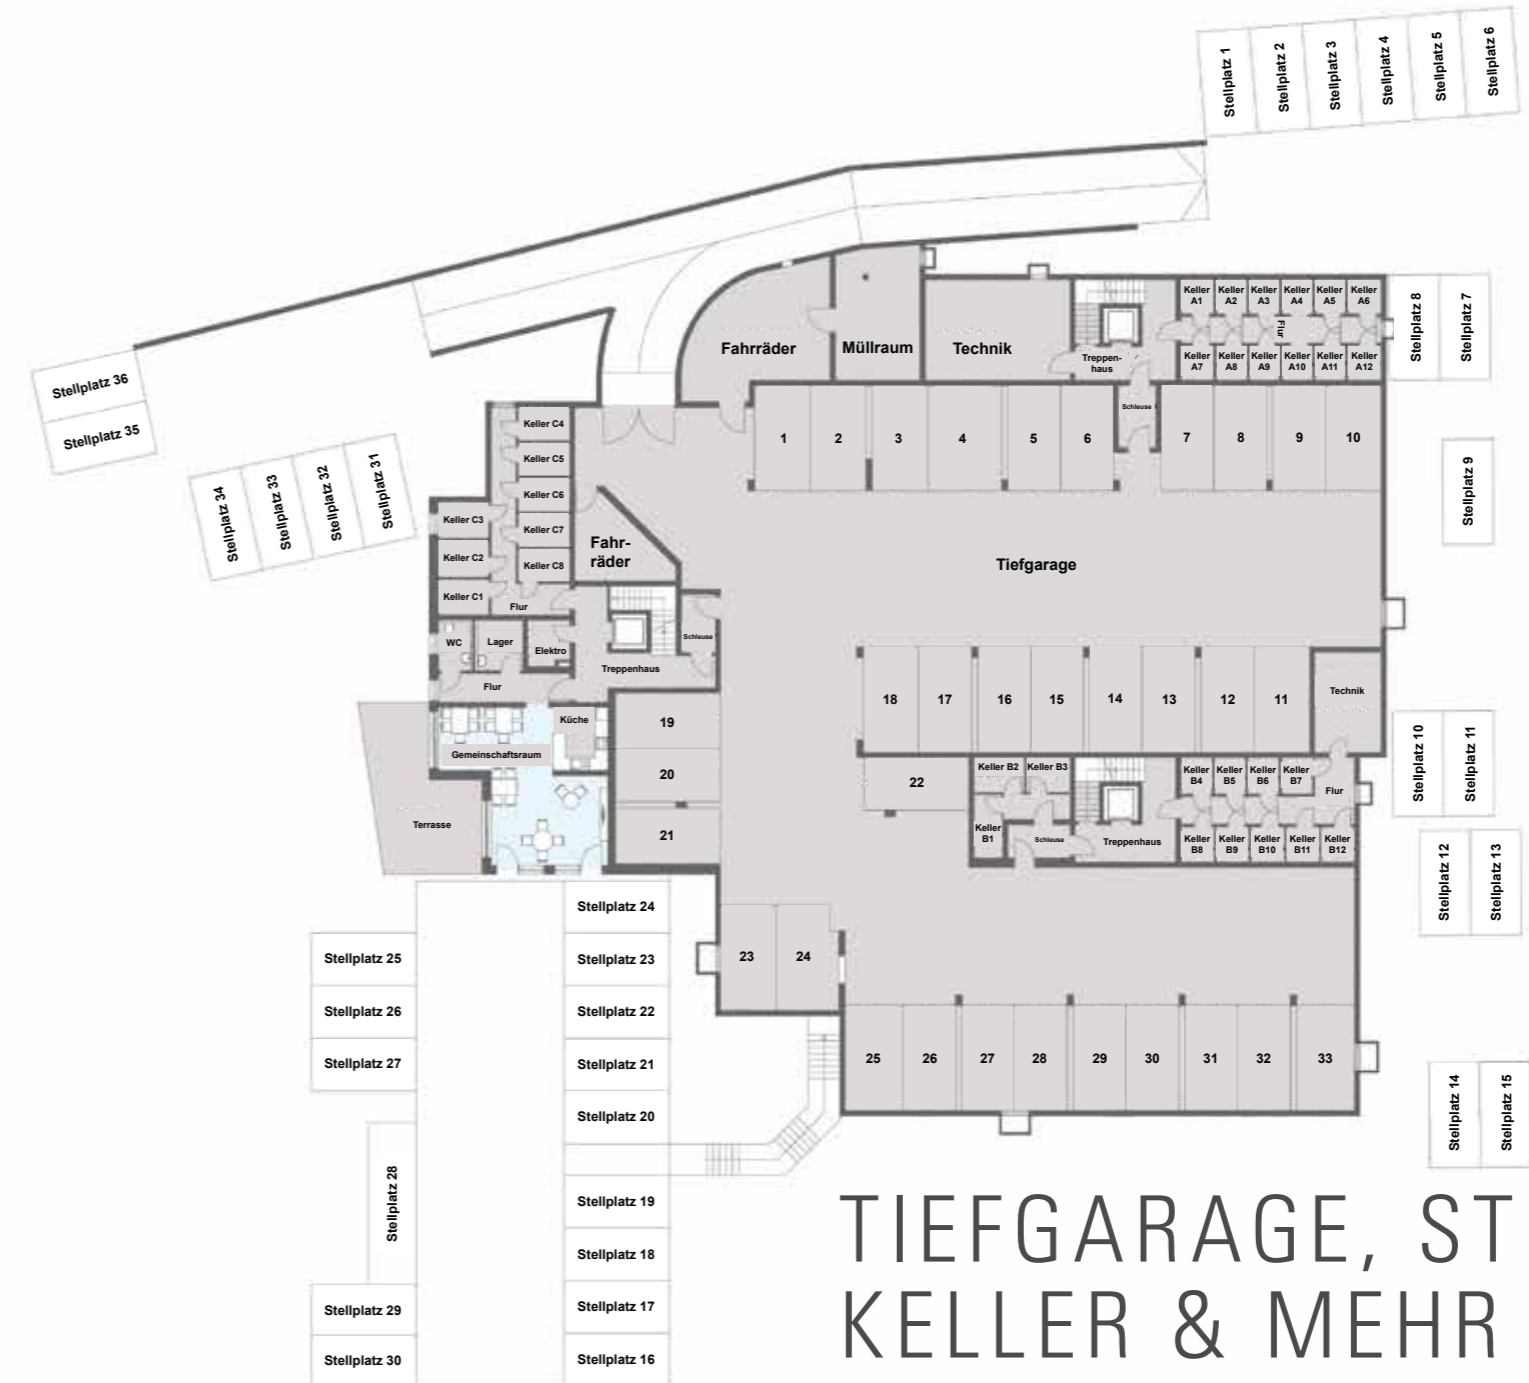 Stellplatz 1
Stellplatz 2
Stellplatz 3
Stellplatz 4
Stellplatz 5
Stellplatz 6
Keller A1
Keller A2
Keller A3
Keller A4
Keller A5
Keller A6
Flur
Keller A7
Keller A8
Keller A9
Keller A10
Keller A11
Keller A12
Stellplatz 8
Stellplatz 7
Fahrräder
Müllraum
Technik
Treppen-
haus
Schleuse
Stellplatz 36
Stellplatz 35
Stellplatz 34
Stellplatz 33
Stellplatz 32
Stellplatz 31
Keller C4
Keller C5
Keller C6
Keller C7
Keller C8
Keller C3
Keller C2
Keller C1
Flur
Fahr-
räder
1
2
3
4
5
6
7
8
9
10
Stellplatz 9
Tiefgarage
WC
Lager
Elektro
Treppenhaus
Schleuse
Flur
Küche
Gemeinschaftsraum
Terrasse
18
17
16
15
14
13
12
11
Technik
19
20
21
22
Keller B2
Keller B3
Keller
B1
Schleuse
Treppenhaus
Keller B4
Keller B5
Keller B6
Keller B7
Flur
Keller B8
Keller B9
Keller B10
Keller B11
Keller B12
Stellplatz 10
Stellplatz 11
Stellplatz 12
Stellplatz 13
Stellplatz 24
Stellplatz 25
Stellplatz 23
Stellplatz 26
Stellplatz 22
Stellplatz 27
Stellplatz 21
Stellplatz 20
Stellplatz 28
Stellplatz 19
Stellplatz 18
Stellplatz 29
Stellplatz 17
Stellplatz 30
Stellplatz 16
23
24
25
26
27
28
29
30
31
32
33
Stellplatz 14
Stellplatz 15
TIEFGARAGE, ST
KELLER & MEHR